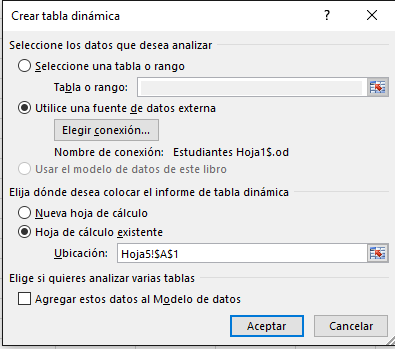 Crear tabla dinámica
Seleccione los datos que desea analizar
Seleccione una tabla o rango
Tabla o rango:
Utilice una fuente de datos externa
Elegir conexión...
Nombre de conexión: Estudiantes Hoja1$.od
Usar el modelo de datos de este libro
Elija dónde desea colocar el informe de tabla dinámica
Nueva hoja de cálculo
Hoja de cálculo existente
Ubicación: Hoja5!$A$1
Elige si quieres analizar varias tablas
Agregar estos datos al Modelo de datos
Aceptar Cancelar